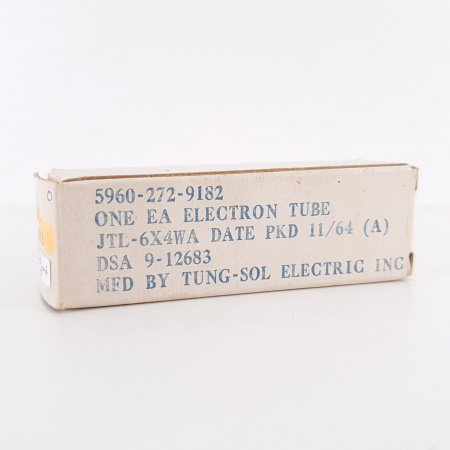 5960-272-9182
ONE EA ELECTRON TUBE
JTL-6X4WA DATE PKD 11/64 (A)
DSA 9-12683
MFD BY TUNG-SOL ELECTRIC INC